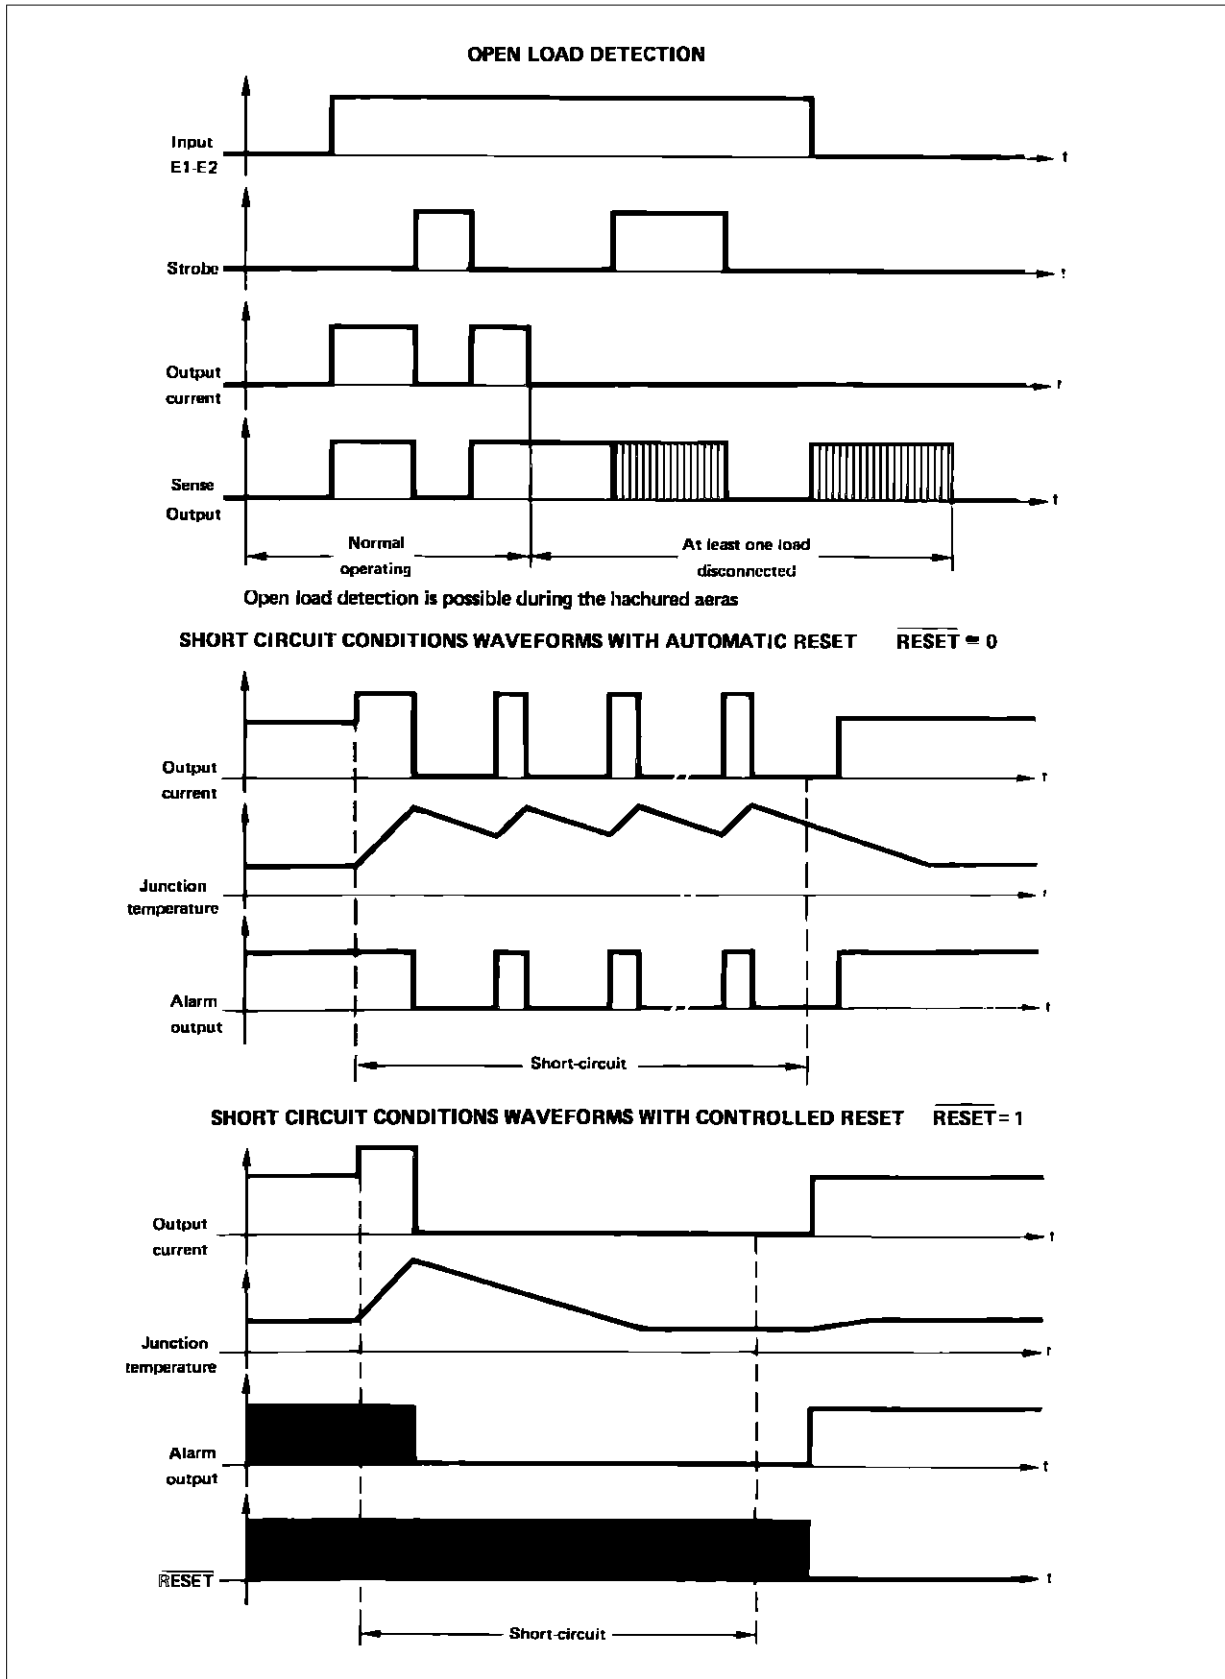 OPEN LOAD DETECTION
Input
E1-E2
t
Strobe
t
Output
current
t
Sense
Output
t
Normal
operating
At least one load
disconnected
Open load detection is possible during the hachured aeras
SHORT CIRCUIT CONDITIONS WAVEFORMS WITH AUTOMATIC RESET RESET = 0
Output
current
t
Junction
temperature
t
Alarm
output
t
Short-circuit
SHORT CIRCUIT CONDITIONS WAVEFORMS WITH CONTROLLED RESET RESET = 1
Output
current
t
Junction
temperature
t
Alarm
output
t
RESET
t
Short-circuit